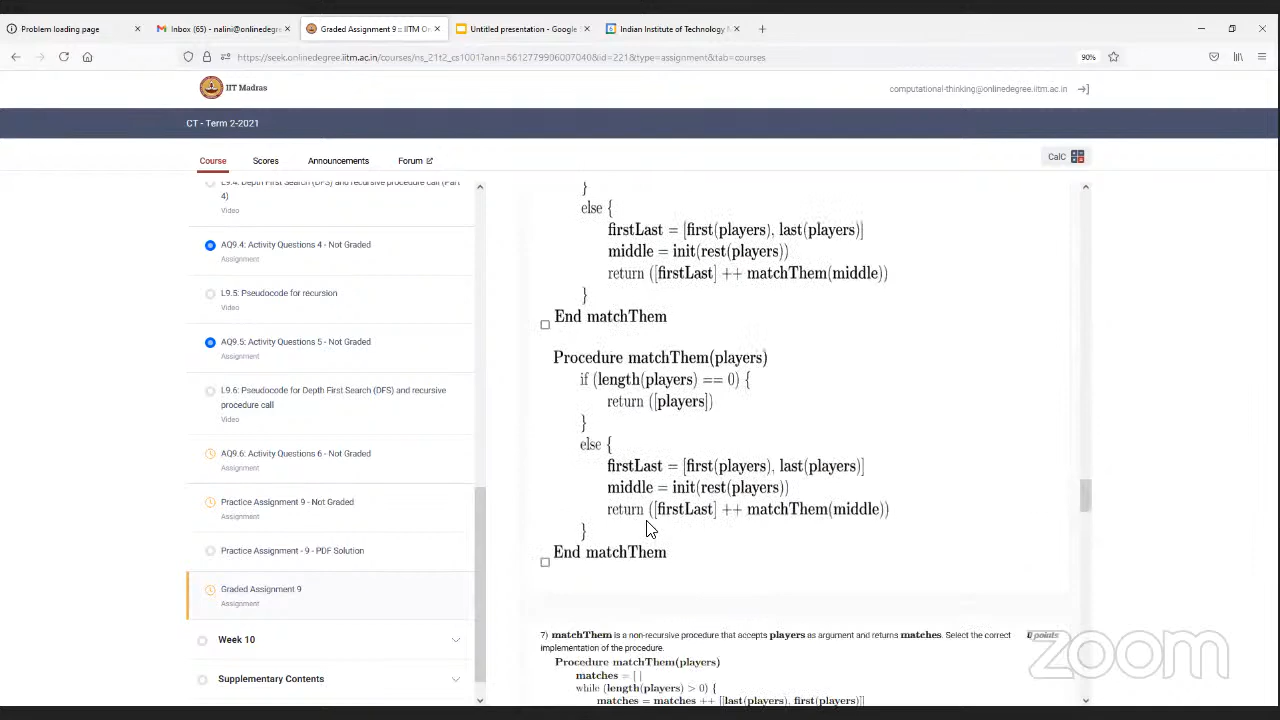 Problem loading page
Inbox (65) - nalini@onlinedegre
Graded Assignment 9 :: IITM On
Untitled presentation - Google
Indian Institute of Technology M
https://seek.onlinedegree.iitm.ac.in/courses/ns_21t2_cs1001?ann=5612779906907040&id=221&type=assignment&tab=courses
90%
IIT Madras
computational-thinking@onlinedegree.iitm.ac.in
CT - Term 2-2021
Course
Scores
Announcements
Forum
CalC
L9.4: Depth First Search (DFS) and recursive procedure call (Part
4)
Video
AQ9.4: Activity Questions 4 - Not Graded
Assignment
L9.5: Pseudocode for recursion
Video
AQ9.5: Activity Questions 5 - Not Graded
Assignment
L9.6: Pseudocode for Depth First Search (DFS) and recursive
procedure call
Video
AQ9.6: Activity Questions 6 - Not Graded
Assignment
Practice Assignment 9 - Not Graded
Assignment
Practice Assignment - 9 - PDF Solution
Graded Assignment 9
Assignment
Week 10
Supplementary Contents
}
else {
firstLast = [first(players), last(players)]
middle = init(rest(players))
return ([firstLast] ++ matchThem(middle))
}
End matchThem
Procedure matchThem(players)
if (length(players) == 0) {
return ([players])
}
else {
firstLast = [first(players), last(players)]
middle = init(rest(players))
return ([firstLast] ++ matchThem(middle))
}
End matchThem
7) matchThem is a non-recursive procedure that accepts players as argument and returns matches. Select the correct
implementation of the procedure.
points
Procedure matchThem(players)
matches = [ ]
while (length(players) > 0) {
matches = matches ++ [[last(players), first(players)]]
zoom